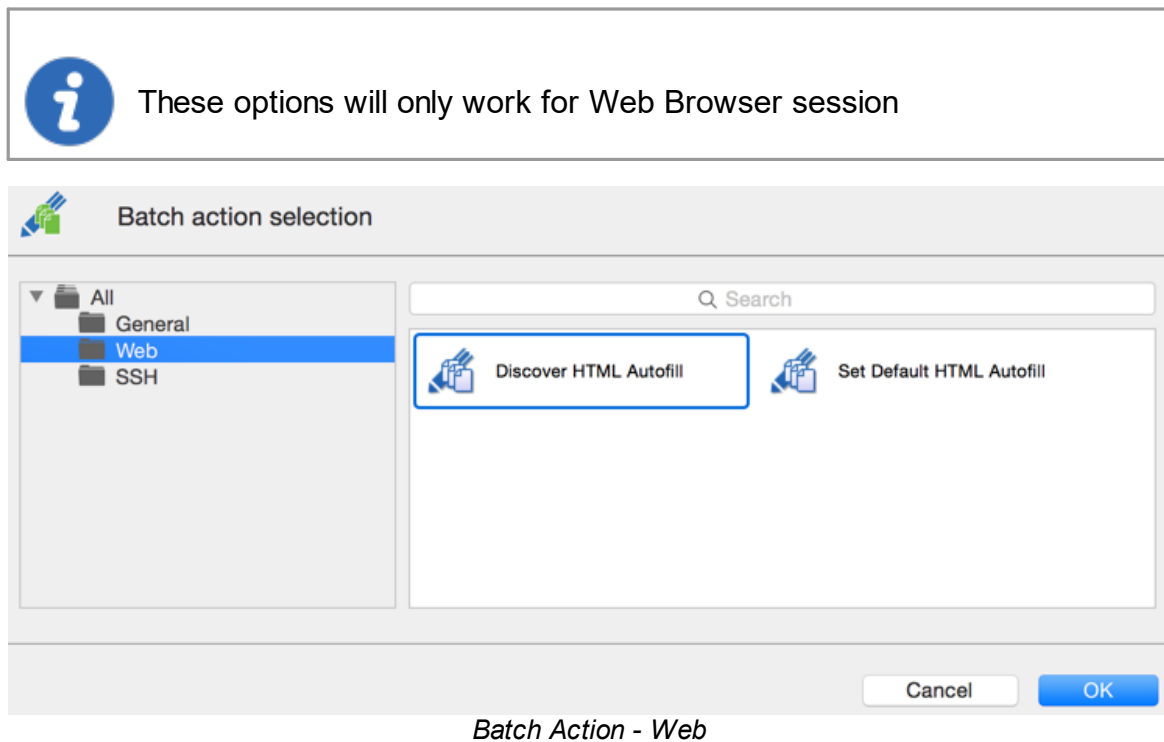 These options will only work for Web Browser session
Batch action selection
All
General
Web
SSH
Search
Discover HTML Autofill
Set Default HTML Autofill
Cancel
OK
Batch Action - Web